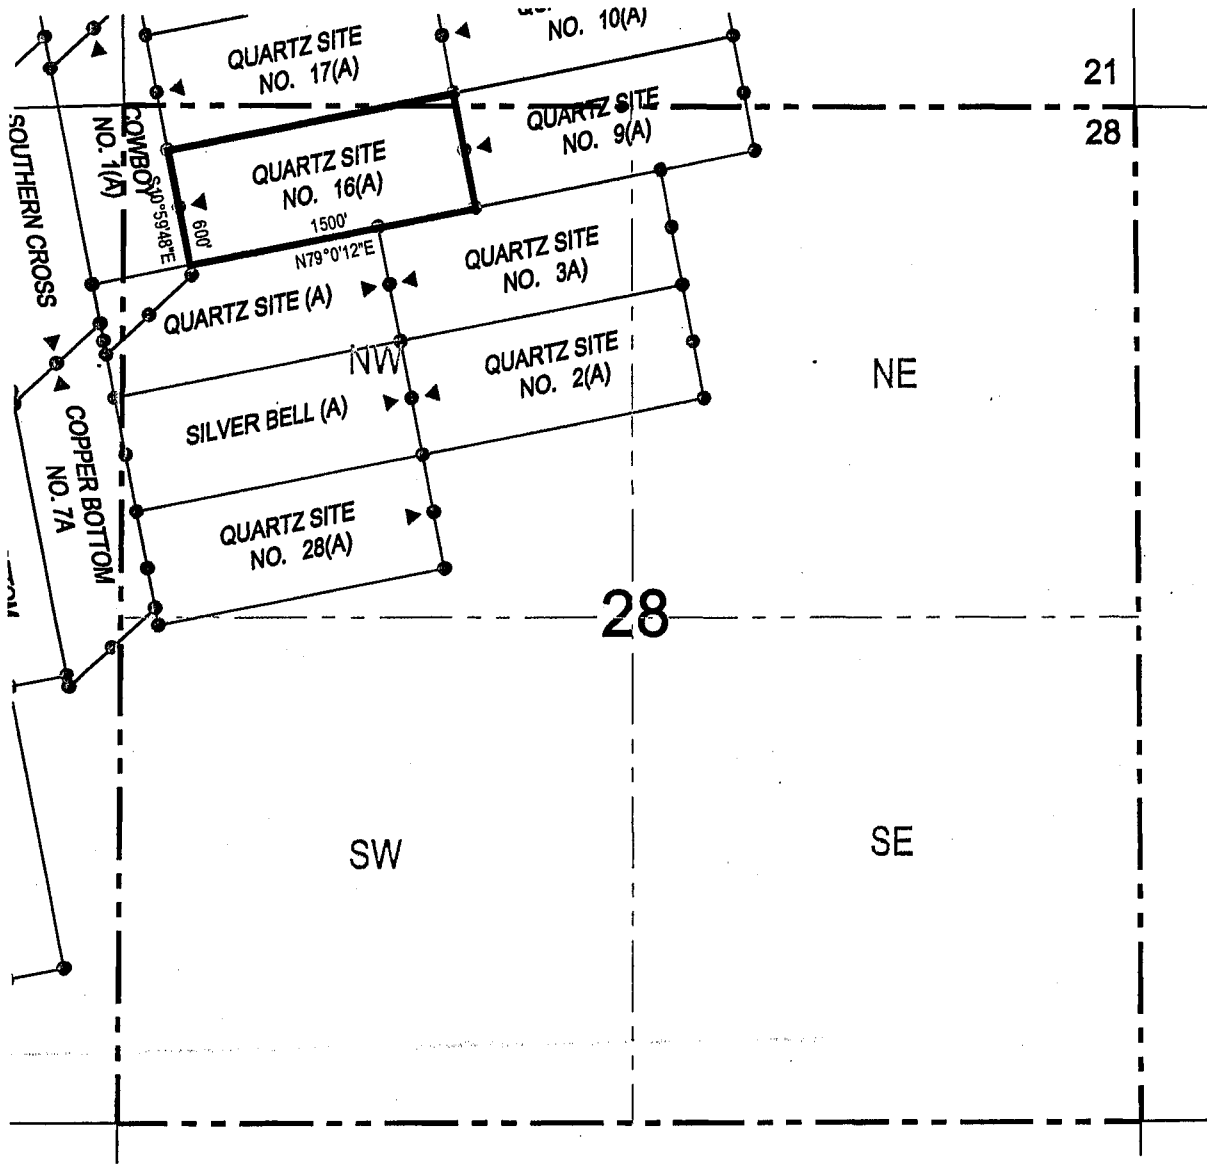 NO. 10(A)
QUARTZ SITE
NO. 17(A)
21
28
QUARTZ SITE
NO. 9(A)
COWBOY
NO. 1(A)
SOUTHERN CROSS
QUARTZ SITE
NO. 16(A)
S10°59'48"E
600'
1500'
N79°0'12"E
QUARTZ SITE
NO. 3A)
QUARTZ SITE (A)
NW
QUARTZ SITE
NO. 2(A)
NE
SILVER BELL (A)
COPPER BOTTOM
NO. 7A
QUARTZ SITE
NO. 28(A)
28
SW
SE